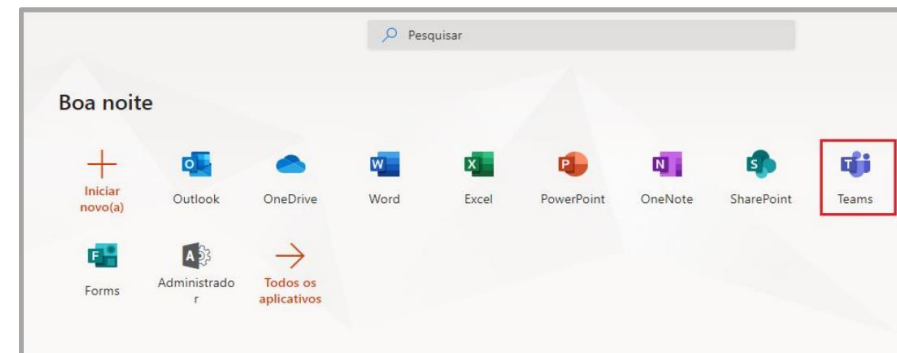 Pesquisar
Boa noite
Iniciar
novo(a)
Outlook
OneDrive
Word
Excel
PowerPoint
OneNote
SharePoint
Teams
Forms
Administrado
r
Todos os
aplicativos